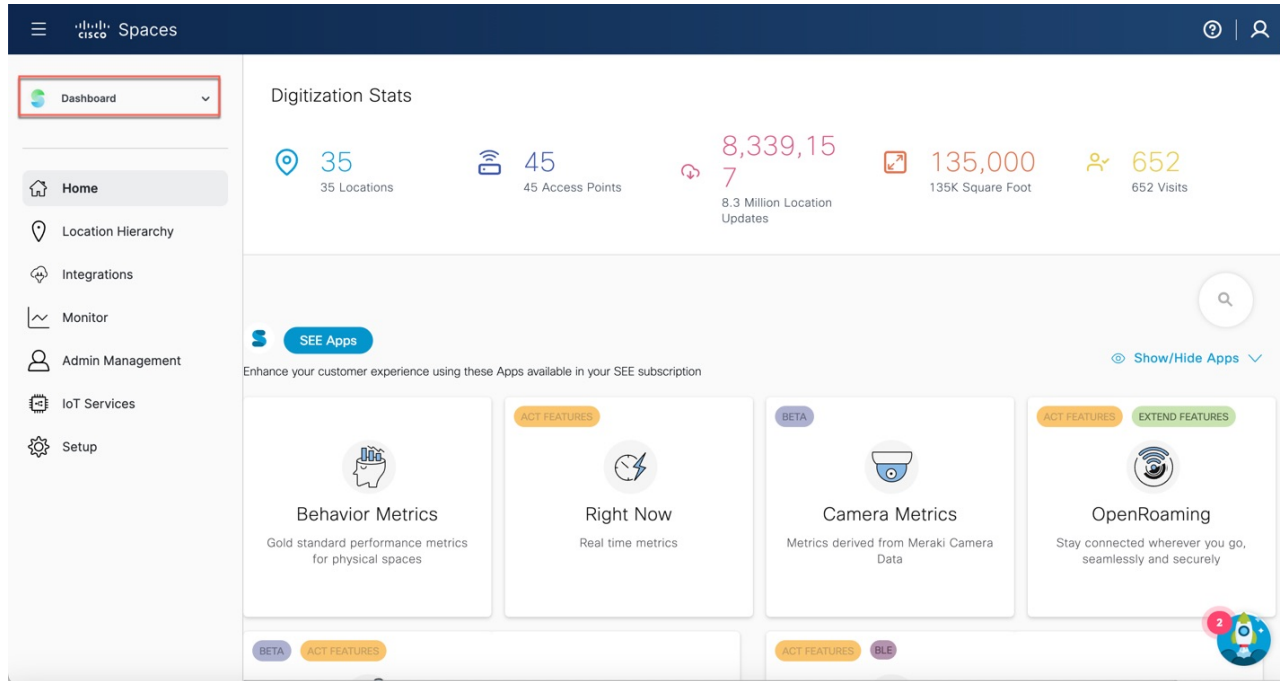 CISCO Spaces
Dashboard
Home
Location Hierarchy
Integrations
Monitor
Admin Management
IoT Services
Setup
Digitization Stats
35
35 Locations
45
45 Access Points
8,339,15
7
8.3 Million Location
Updates
135,000
135K Square Foot
652
652 Visits
SEE Apps
Show/Hide Apps
Enhance your customer experience using these Apps available in your SEE subscription
Behavior Metrics
Gold standard performance metrics
for physical spaces
ACT FEATURES
Right Now
Real time metrics
BETA
Camera Metrics
Metrics derived from Meraki Camera
Data
ACT FEATURES EXTEND FEATURES
OpenRoaming
Stay connected wherever you go,
seamlessly and securely
BETA ACT FEATURES
ACT FEATURES BLE
2